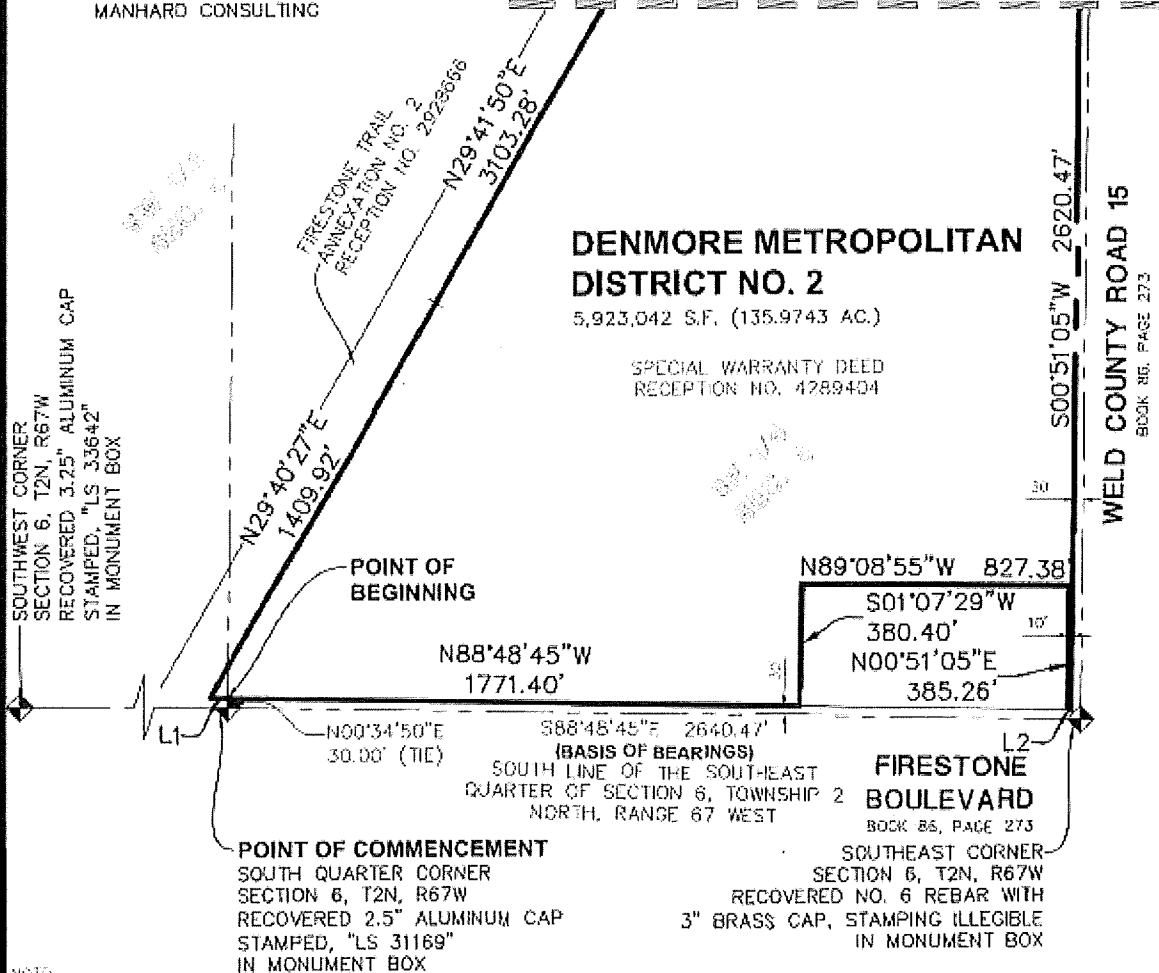 MANHARD CONSULTING
FIRESTONE TRAIL
ANNEXATION NO. 2
RECEPTION NO. 2928666
N29°41'50"E
3103.28'
DENMORE METROPOLITAN
DISTRICT NO. 2
5,923,042 S.F. (135.9743 AC.)
SPECIAL WARRANTY DEED
RECEPTION NO. 4289404
S00°51'05"W 2620.47'
WELD COUNTY ROAD 15
BOOK 86, PAGE 273
30
SOUTHWEST CORNER
SECTION 6, T2N, R67W
RECOVERED 3.25" ALUMINUM CAP
STAMPED, "LS 33642"
IN MONUMENT BOX
N29°40'27"E
1409.92'
POINT OF
BEGINNING
N89°08'55"W 827.38'
S01°07'29"W
380.40'
10'
N00°51'05"E
385.26'
N88°48'45"W
1771.40'
30
L1
N00°34'50"E
30.00' (TIE)
S88°48'45"E 2640.47'
(BASIS OF BEARINGS)
SOUTH LINE OF THE SOUTHEAST
QUARTER OF SECTION 6, TOWNSHIP 2
NORTH, RANGE 67 WEST
L2
FIRESTONE
BOULEVARD
BOOK 86, PAGE 273
POINT OF COMMENCEMENT
SOUTH QUARTER CORNER
SECTION 6, T2N, R67W
RECOVERED 2.5" ALUMINUM CAP
STAMPED, "LS 31169"
IN MONUMENT BOX
SOUTHEAST CORNER
SECTION 6, T2N, R67W
RECOVERED NO. 6 REBAR WITH
3" BRASS CAP, STAMPING ILLEGIBLE
IN MONUMENT BOX